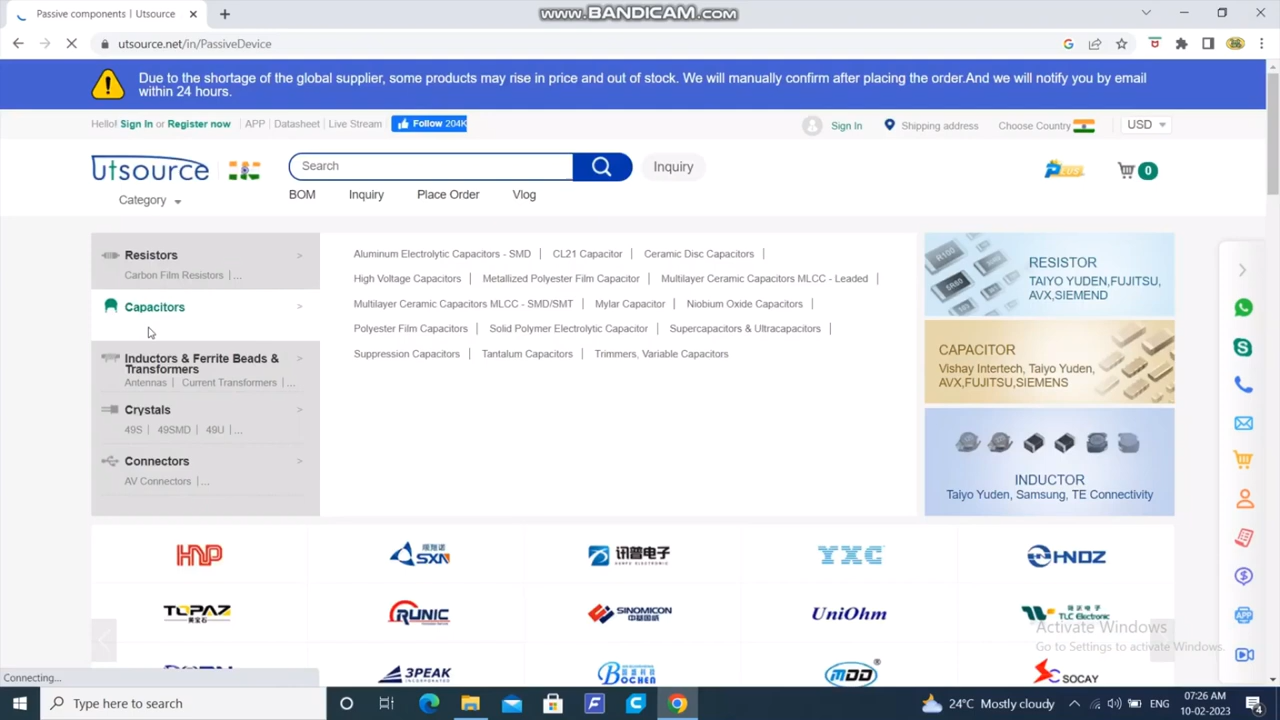 Passive components | Utsource
www.BANDICAM.com
utsource.net/in/PassiveDevice
Due to the shortage of the global supplier, some products may rise in price and out of stock. We will manually confirm after placing the order.And we will notify you by email
within 24 hours.
Hello! Sign In or Register now | APP | Datasheet | Live Stream Follow 204K
Sign In Shipping address Choose Country USD
utsource Search Inquiry Plus 0
Category BOM Inquiry Place Order Vlog
Resistors >
Carbon Film Resistors | ...
Capacitors >
Inductors & Ferrite Beads & >
Transformers
Antennas | Current Transformers | ...
Crystals >
49S | 49SMD | 49U | ...
Connectors >
AV Connectors | ...
Aluminum Electrolytic Capacitors - SMD | CL21 Capacitor | Ceramic Disc Capacitors |
High Voltage Capacitors | Metallized Polyester Film Capacitor | Multilayer Ceramic Capacitors MLCC - Leaded |
Multilayer Ceramic Capacitors MLCC - SMD/SMT | Mylar Capacitor | Niobium Oxide Capacitors |
Polyester Film Capacitors | Solid Polymer Electrolytic Capacitor | Supercapacitors & Ultracapacitors |
Suppression Capacitors | Tantalum Capacitors | Trimmers, Variable Capacitors
RESISTOR
TAIYO YUDEN,FUJITSU,
AVX,SIEMEND
CAPACITOR
Vishay Intertech, Taiyo Yuden,
AVX,FUJITSU,SIEMENS
INDUCTOR
Taiyo Yuden, Samsung, TE Connectivity
HNP SXN 讯普电子 YXC HNDZ
TOPAZ RUNIC SINOMICON UniOhm TLC Electronic
3PEAK BOCHEN MDD® SOCAY
Activate Windows
Go to Settings to activate Windows.
Connecting...
Type here to search
24°C Mostly cloudy ENG 07:26 AM
10-02-2023
4